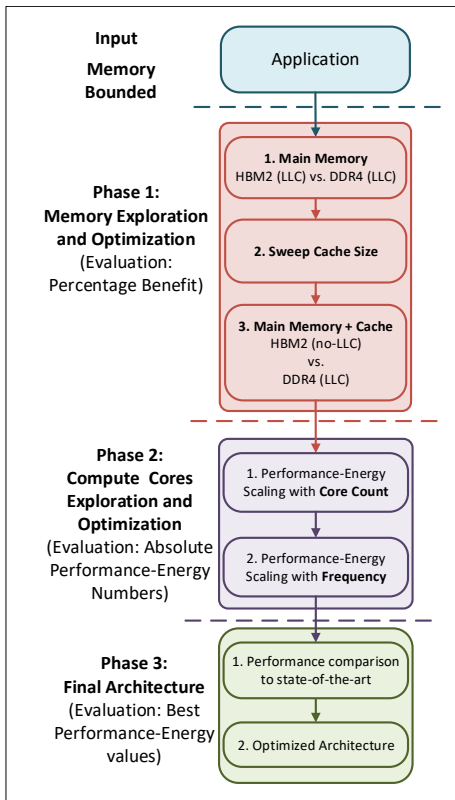 Input
Memory
Bounded
Application
Phase 1:
Memory Exploration
and Optimization
(Evaluation:
Percentage Benefit)
1. Main Memory
HBM2 (LLC) vs. DDR4 (LLC)
2. Sweep Cache Size
3. Main Memory + Cache
HBM2 (no-LLC)
vs.
DDR4 (LLC)
Phase 2:
Compute Cores
Exploration and
Optimization
(Evaluation: Absolute
Performance-Energy
Numbers)
1. Performance-Energy
Scaling with Core Count
2. Performance-Energy
Scaling with Frequency
Phase 3:
Final Architecture
(Evaluation: Best
Performance-Energy
values)
1. Performance comparison
to state-of-the-art
2. Optimized Architecture